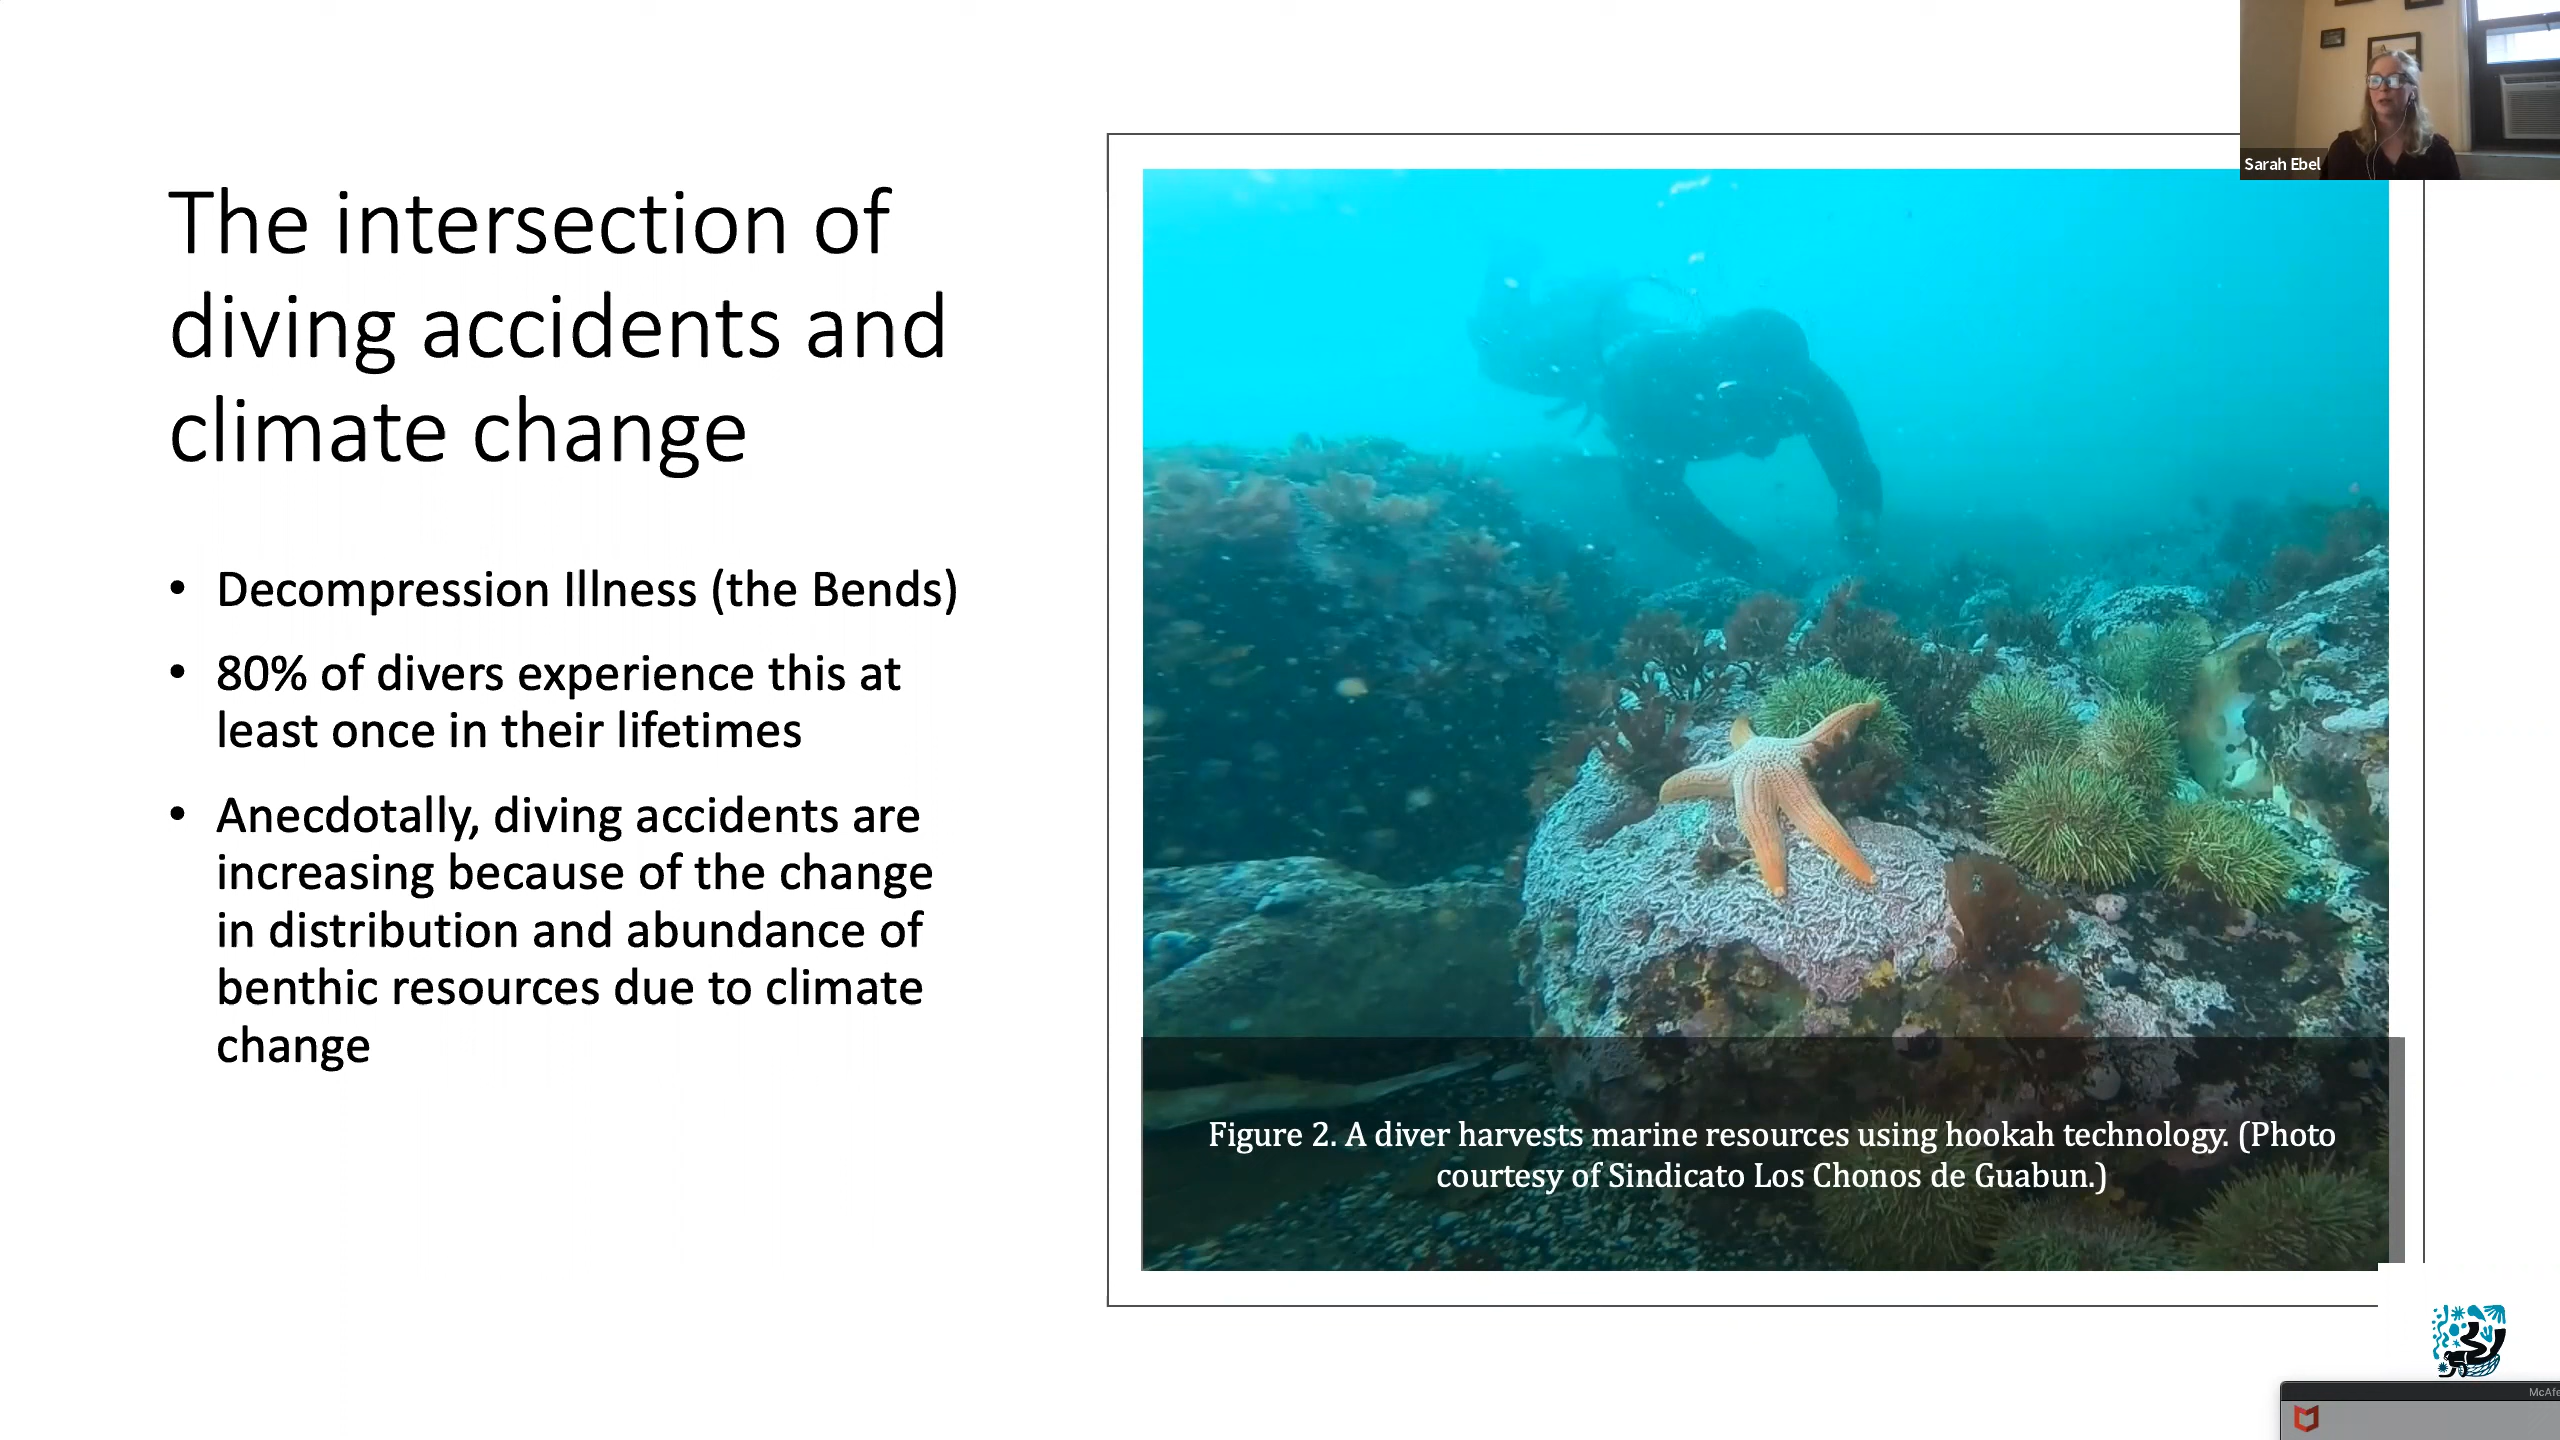 Sarah Ebel
The intersection of
diving accidents and
climate change
• Decompression Illness (the Bends)
• 80% of divers experience this at
least once in their lifetimes
• Anecdotally, diving accidents are
increasing because of the change
in distribution and abundance of
benthic resources due to climate
change
Figure 2. A diver harvests marine resources using hookah technology. (Photo
courtesy of Sindicato Los Chonos de Guabun.)